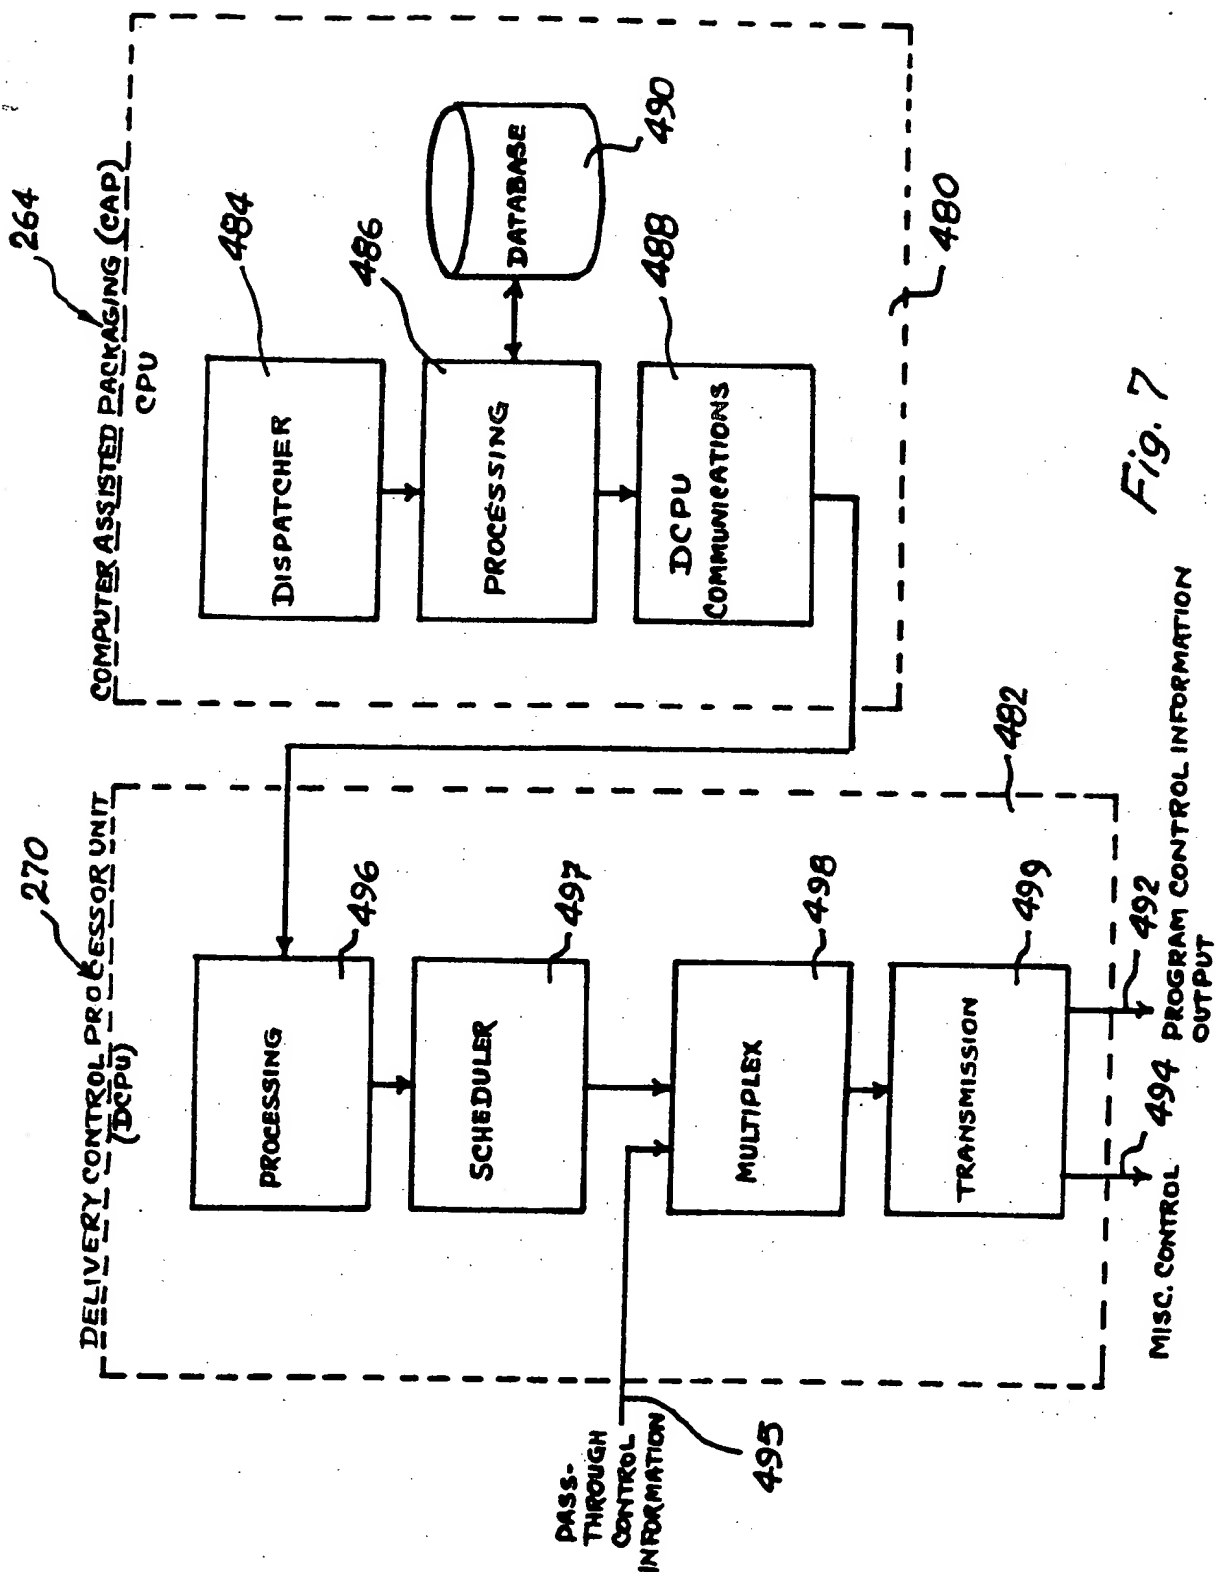 264
COMPUTER ASSISTED PACKAGING (CAP)
CPU
484
DISPATCHER
486
PROCESSING
DATABASE
490
488
DCPU
COMMUNICATIONS
480
270
DELIVERY CONTROL PROCESSOR UNIT
(DCPU)
496
PROCESSING
497
SCHEDULER
498
MULTIPLEX
499
TRANSMISSION
482
PASS-
THROUGH
CONTROL
INFORMATION
495
494
MISC. CONTROL
492
PROGRAM CONTROL INFORMATION
OUTPUT
Fig. 7